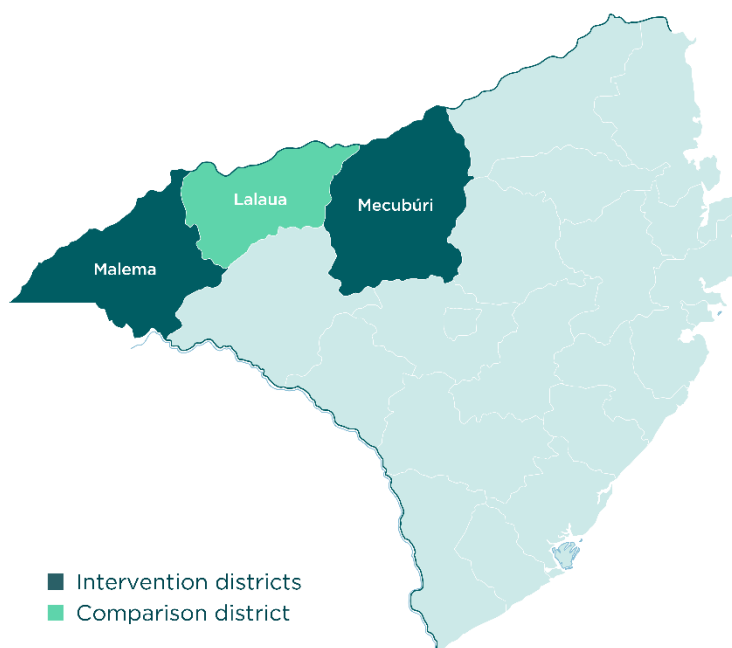 Lalaua
Mecubúri
Malema
Intervention districts
Comparison district